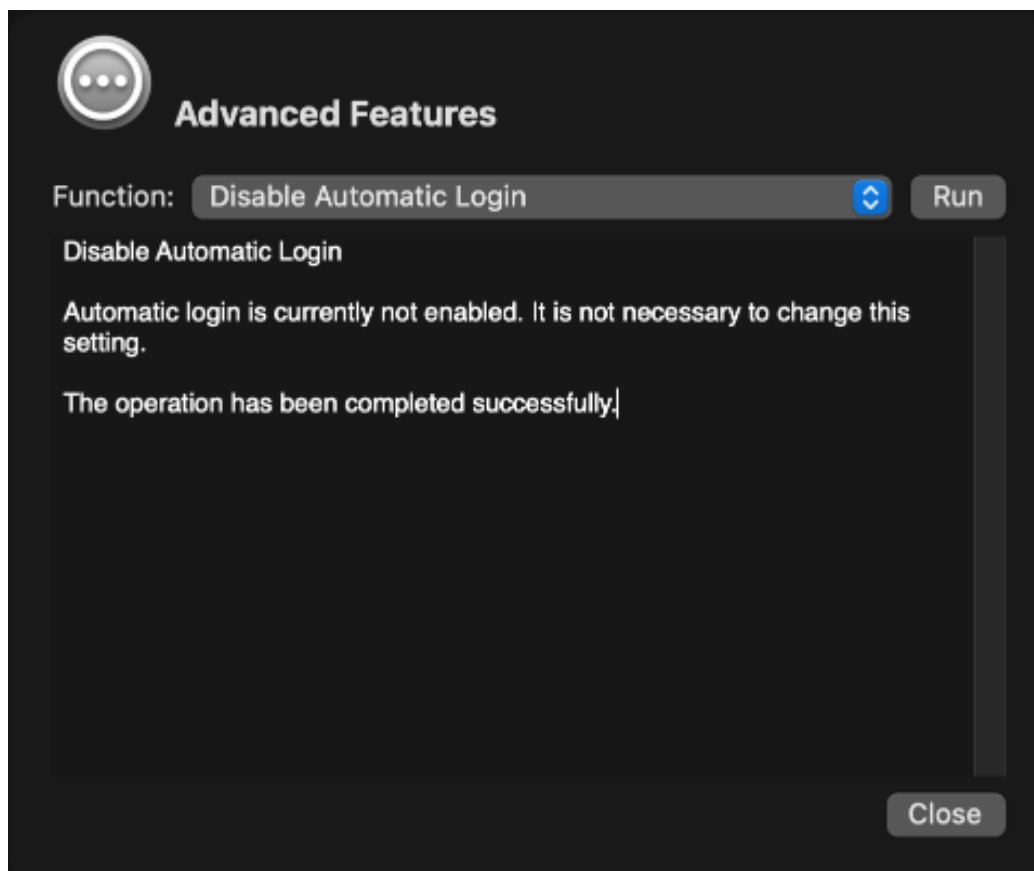 Advanced Features
Function: Disable Automatic Login Run
Disable Automatic Login
Automatic login is currently not enabled. It is not necessary to change this
setting.
The operation has been completed successfully.
Close